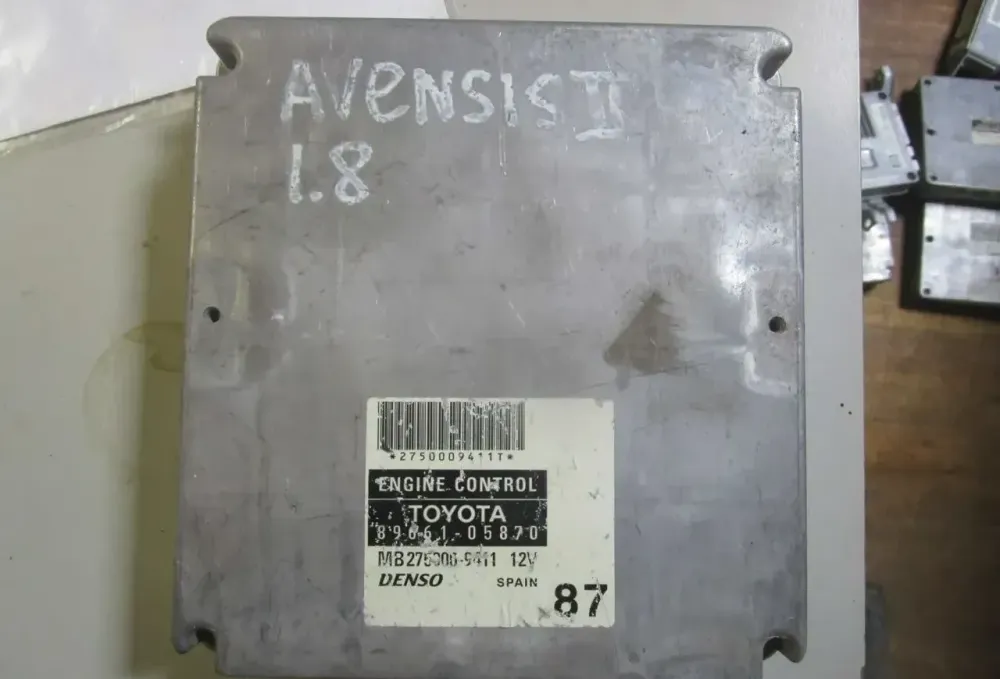 AVENSIS II
1.8
*2750009411T*
ENGINE CONTROL
TOYOTA
89661-05870
MB275000-9411 12V
DENSO SPAIN
87